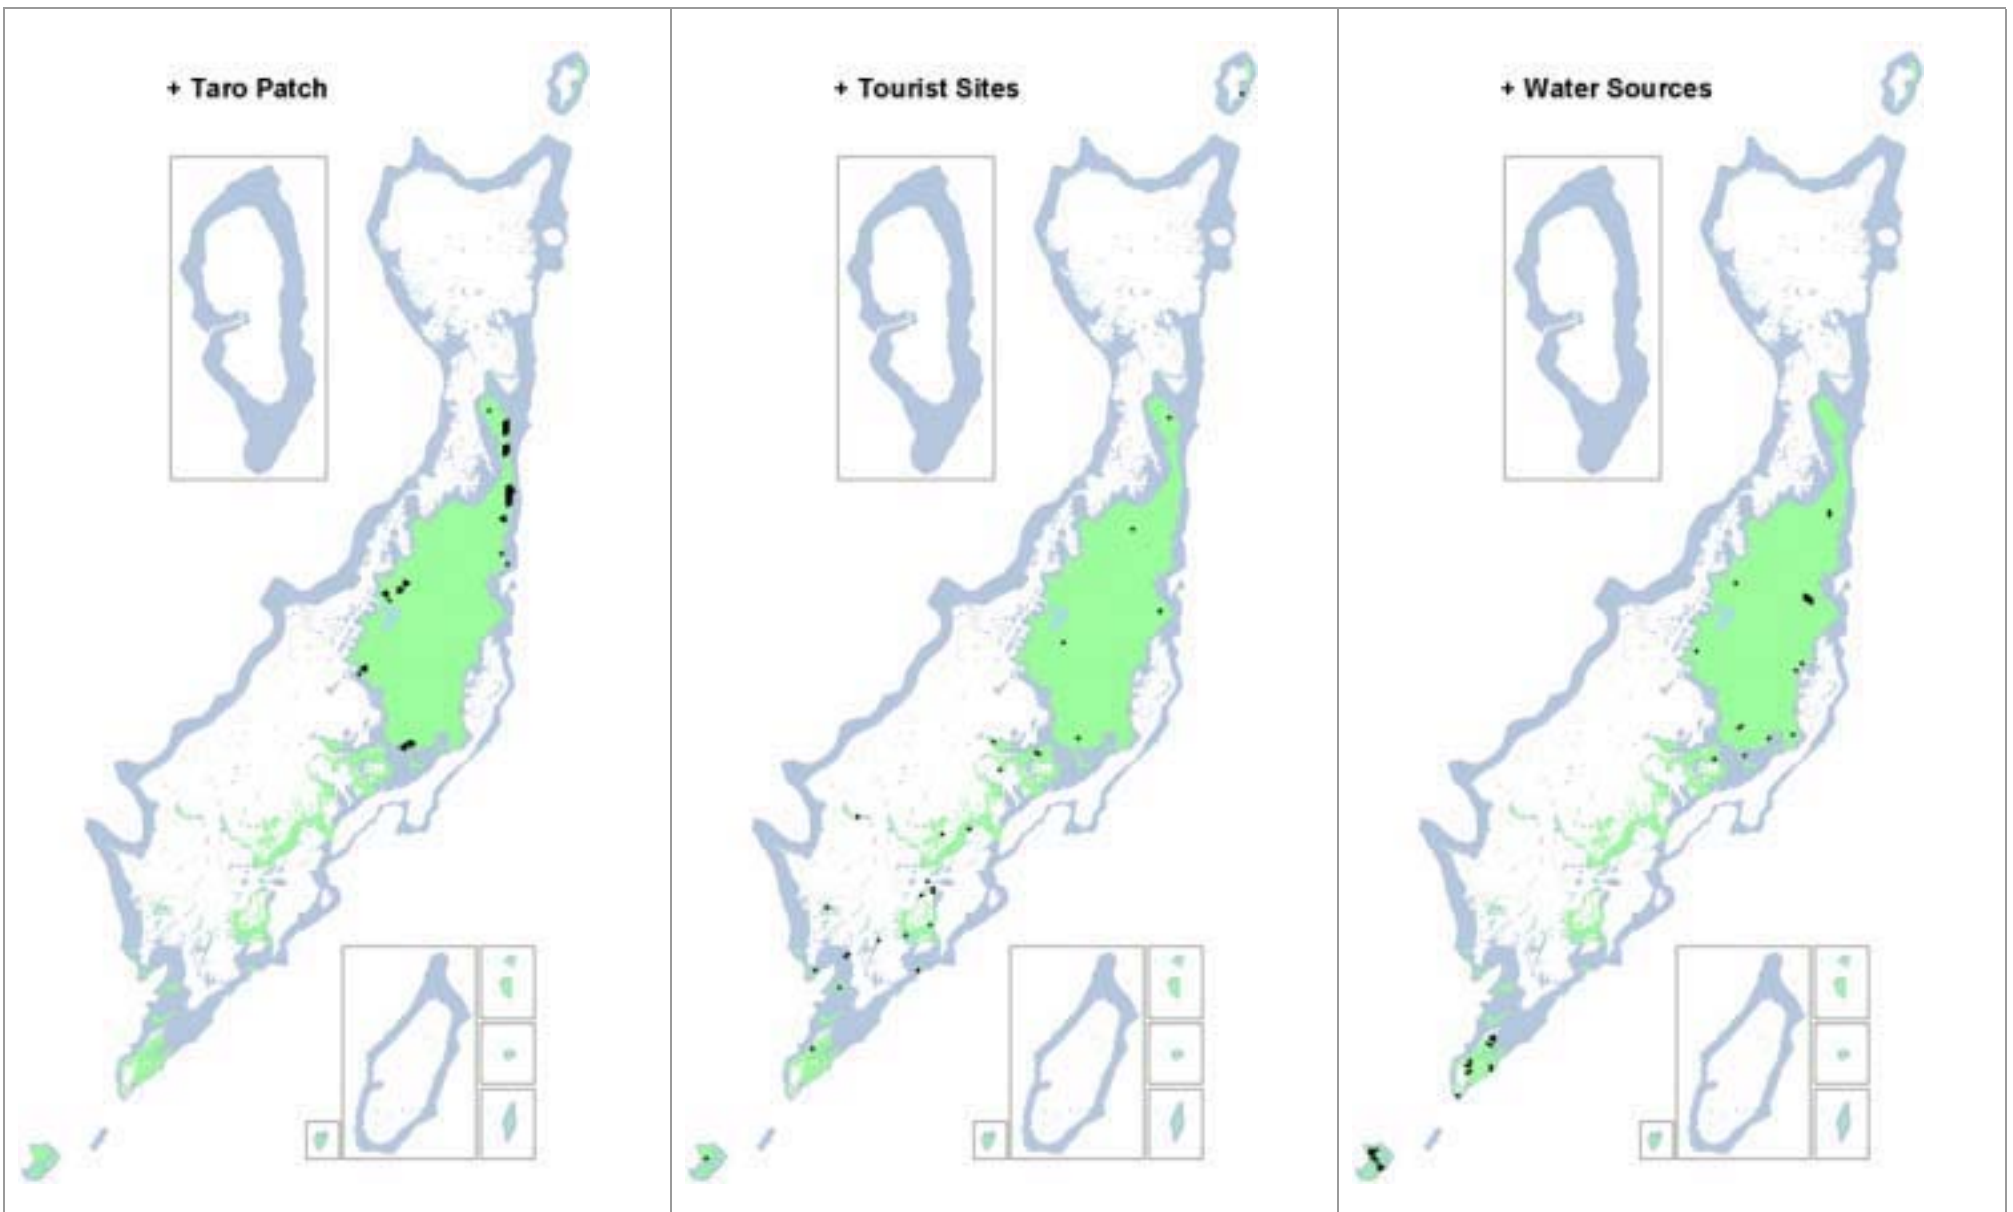 + Taro Patch
+ Tourist Sites
+ Water Sources